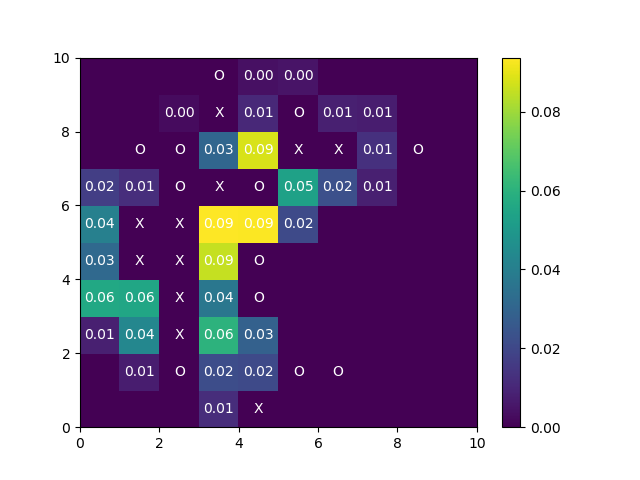 10
O 0.00 0.00
0.00 X 0.01 O 0.01 0.01
0.08
8
O O 0.03 0.09 X X 0.01 O
0.02 0.01 O X O 0.05 0.02 0.01
0.06
6
0.04 X X 0.09 0.09 0.02
0.03 X X 0.09 O
0.04
4
0.06 0.06 X 0.04 O
0.01 0.04 X 0.06 0.03
0.02
2
0.01 O 0.02 0.02 O O
0.01 X
0 0.00
0 2 4 6 8 10